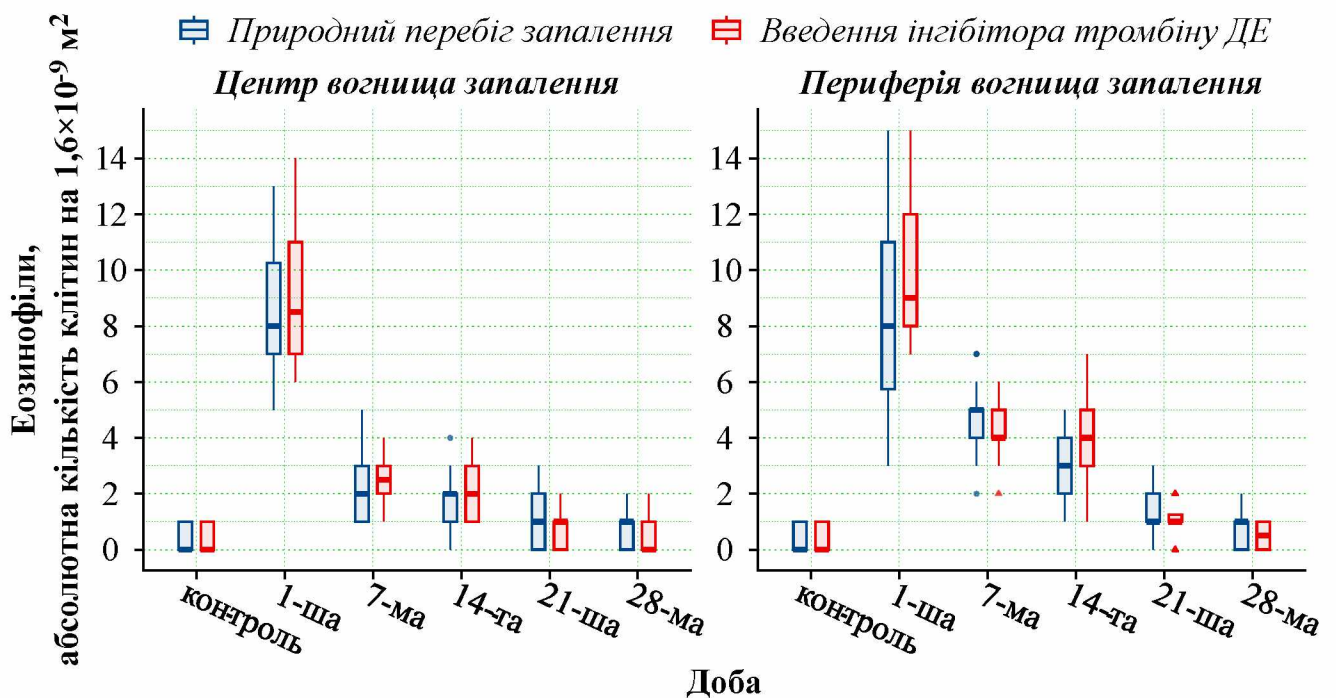 Природний перебіг запалення
Введення інгібітора тромбіну ДЕ
Центр вогнища запалення
Периферія вогнища запалення
Еозинофіли,
абсолютна кількість клітин на 1,6×10⁻⁹ м²
14
12
10
8
6
4
2
0
контроль
1-ша
7-ма
14-та
21-ша
28-ма
14
12
10
8
6
4
2
0
контроль
1-ша
7-ма
14-та
21-ша
28-ма
Доба